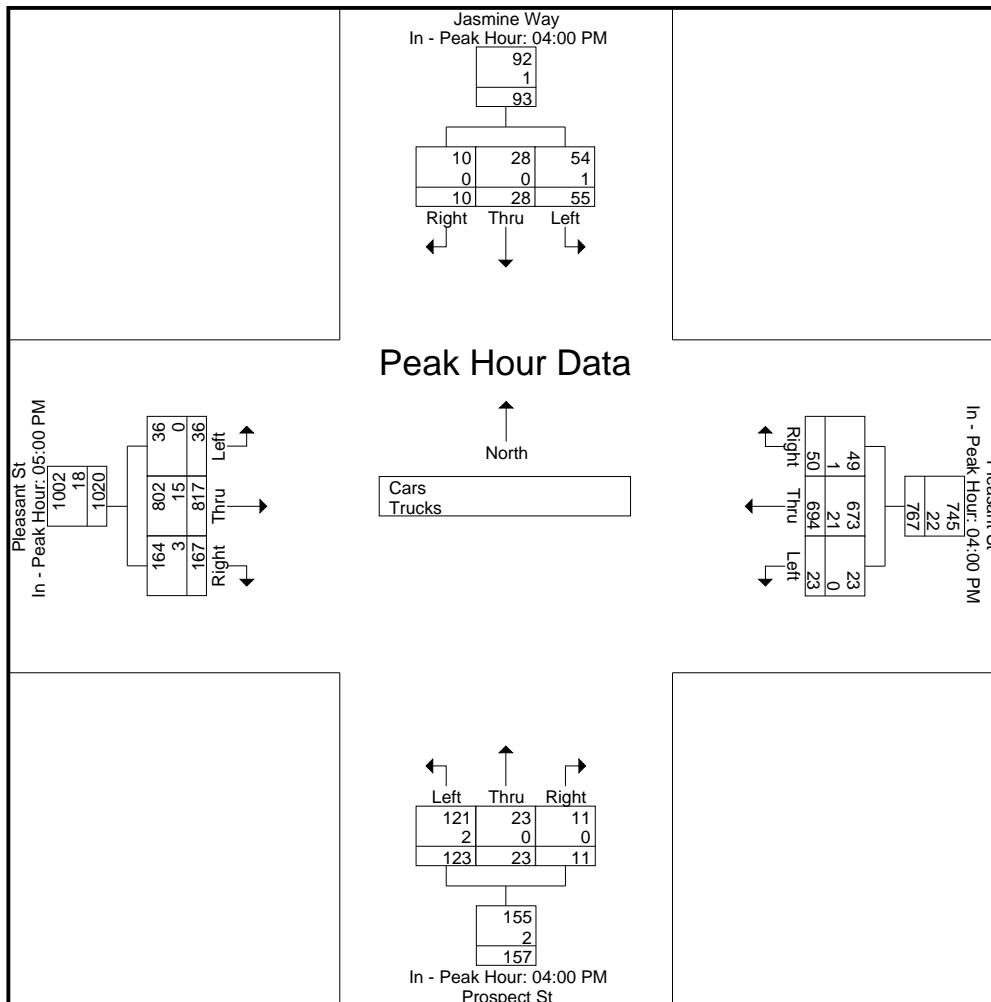 Jasmine Way
In - Peak Hour: 04:00 PM
92
1
93
10 28 54
0 0 1
10 28 55
Right Thru Left
Peak Hour Data
North
Cars
Trucks
Pleasant St
In - Peak Hour: 05:00 PM
1002
18
1020
36 0 36
Left
802 15 817
Thru
164 3 167
Right
Pleasant St
In - Peak Hour: 04:00 PM
745
22
767
Right
49
1
50
Thru
673
21
694
Left
23
0
23
Left Thru Right
121 23 11
2 0 0
123 23 11
155
2
157
In - Peak Hour: 04:00 PM
Prospect St